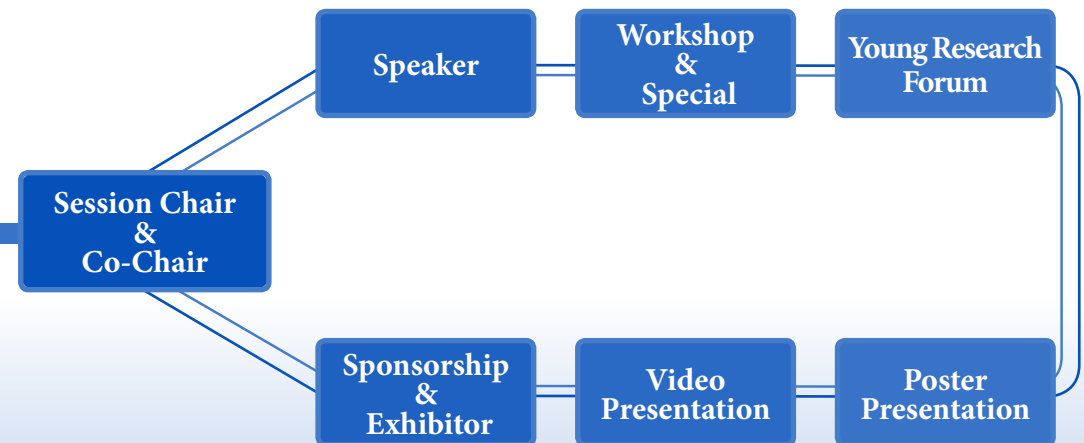 Speaker
Workshop
&
Special
Young Research
Forum
Session Chair
&
Co-Chair
Sponsorship
&
Exhibitor
Video
Presentation
Poster
Presentation